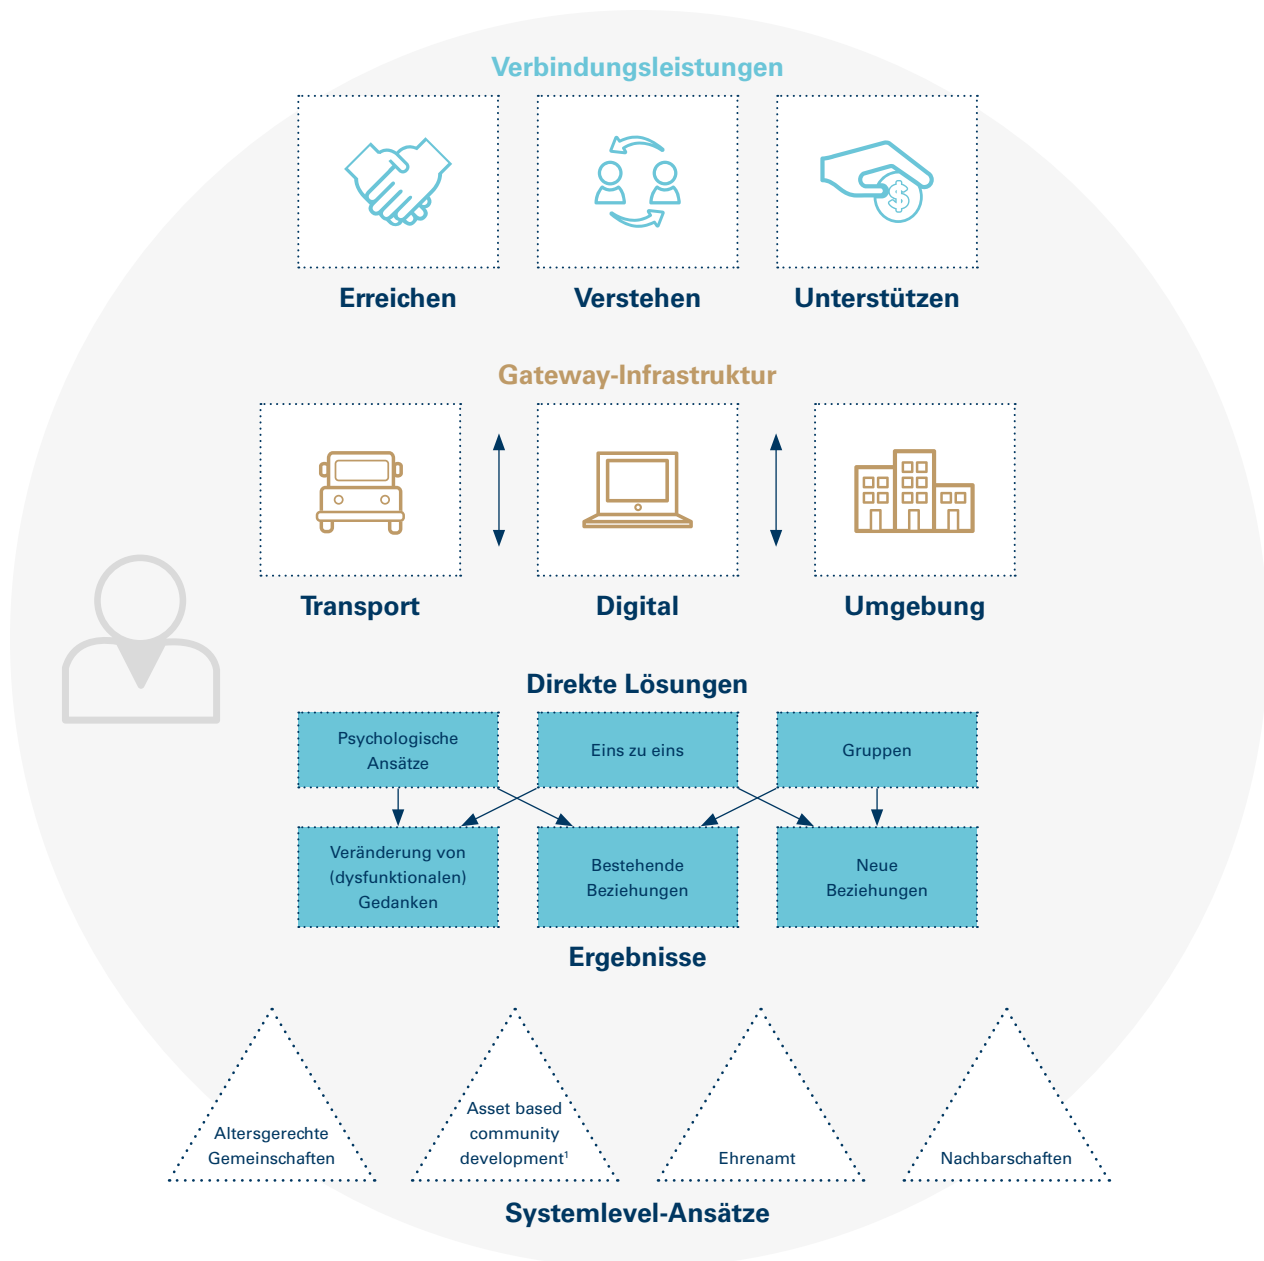 Verbindungsleistungen
$
Erreichen
Verstehen
Unterstützen
Gateway-Infrastruktur
Transport
Digital
Umgebung
Direkte Lösungen
Psychologische
Ansätze
Eins zu eins
Gruppen
Veränderung von
(dysfunktionalen)
Gedanken
Bestehende
Beziehungen
Neue
Beziehungen
Ergebnisse
Altersgerechte
Gemeinschaften
Asset based
community
development¹
Ehrenamt
Nachbarschaften
Systemlevel-Ansätze